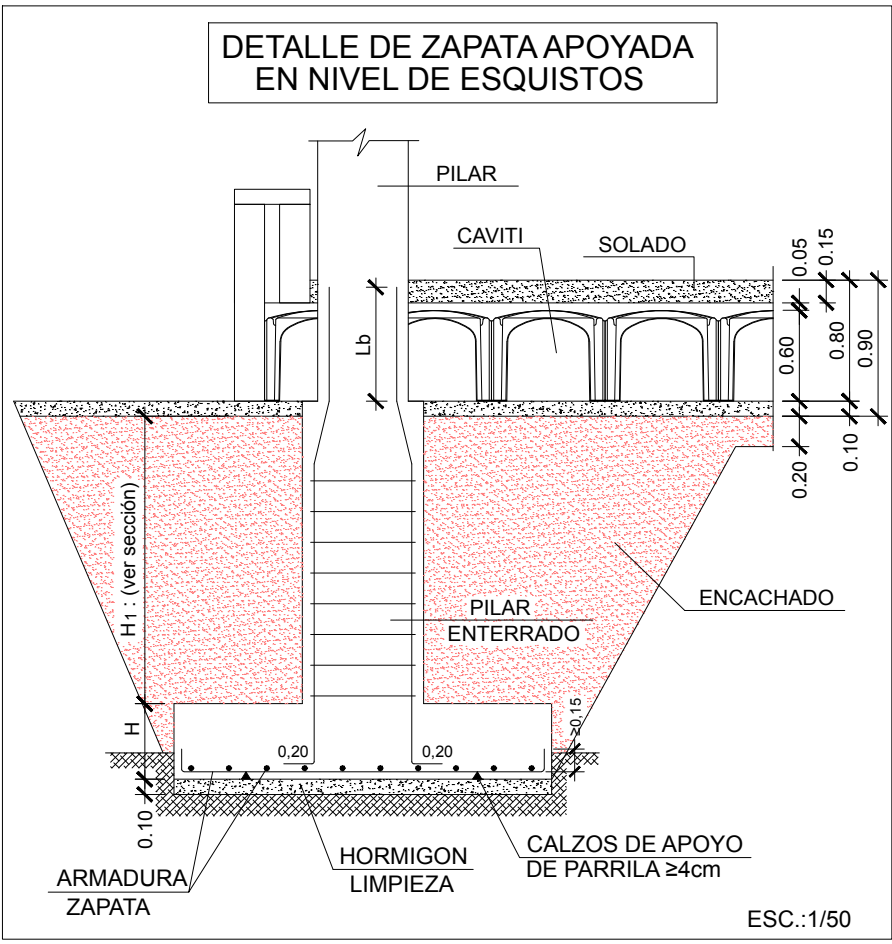 DETALLE DE ZAPATA APOYADA
EN NIVEL DE ESQUISTOS
PILAR
CAVITI
SOLADO
0.05
0.15
Lb
0.60
0.80
0.90
0.20
0.10
H1 : (ver sección)
ENCACHADO
PILAR
ENTERRADO
H
0,20
0,20
≥0,15
0.10
ARMADURA
ZAPATA
HORMIGON
LIMPIEZA
CALZOS DE APOYO
DE PARRILA ≥4cm
ESC.:1/50